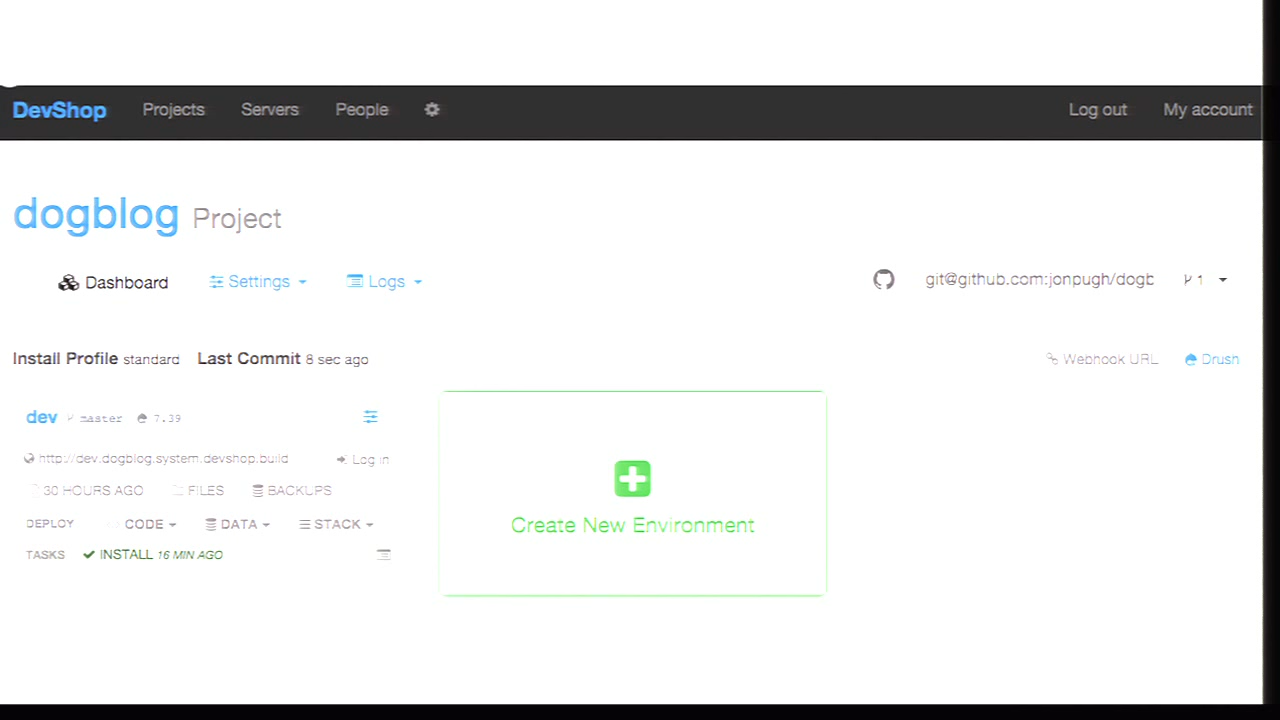 DevShop Projects Servers People Log out My account
dogblog Project
Dashboard Settings Logs git@github.com:jonpugh/dogb 1
Install Profile standard Last Commit 8 sec ago Webhook URL Drush
dev master 7.39
http://dev.dogblog.system.devshop.build Log in
30 HOURS AGO FILES BACKUPS
DEPLOY CODE DATA STACK
TASKS INSTALL 16 MIN AGO
Create New Environment